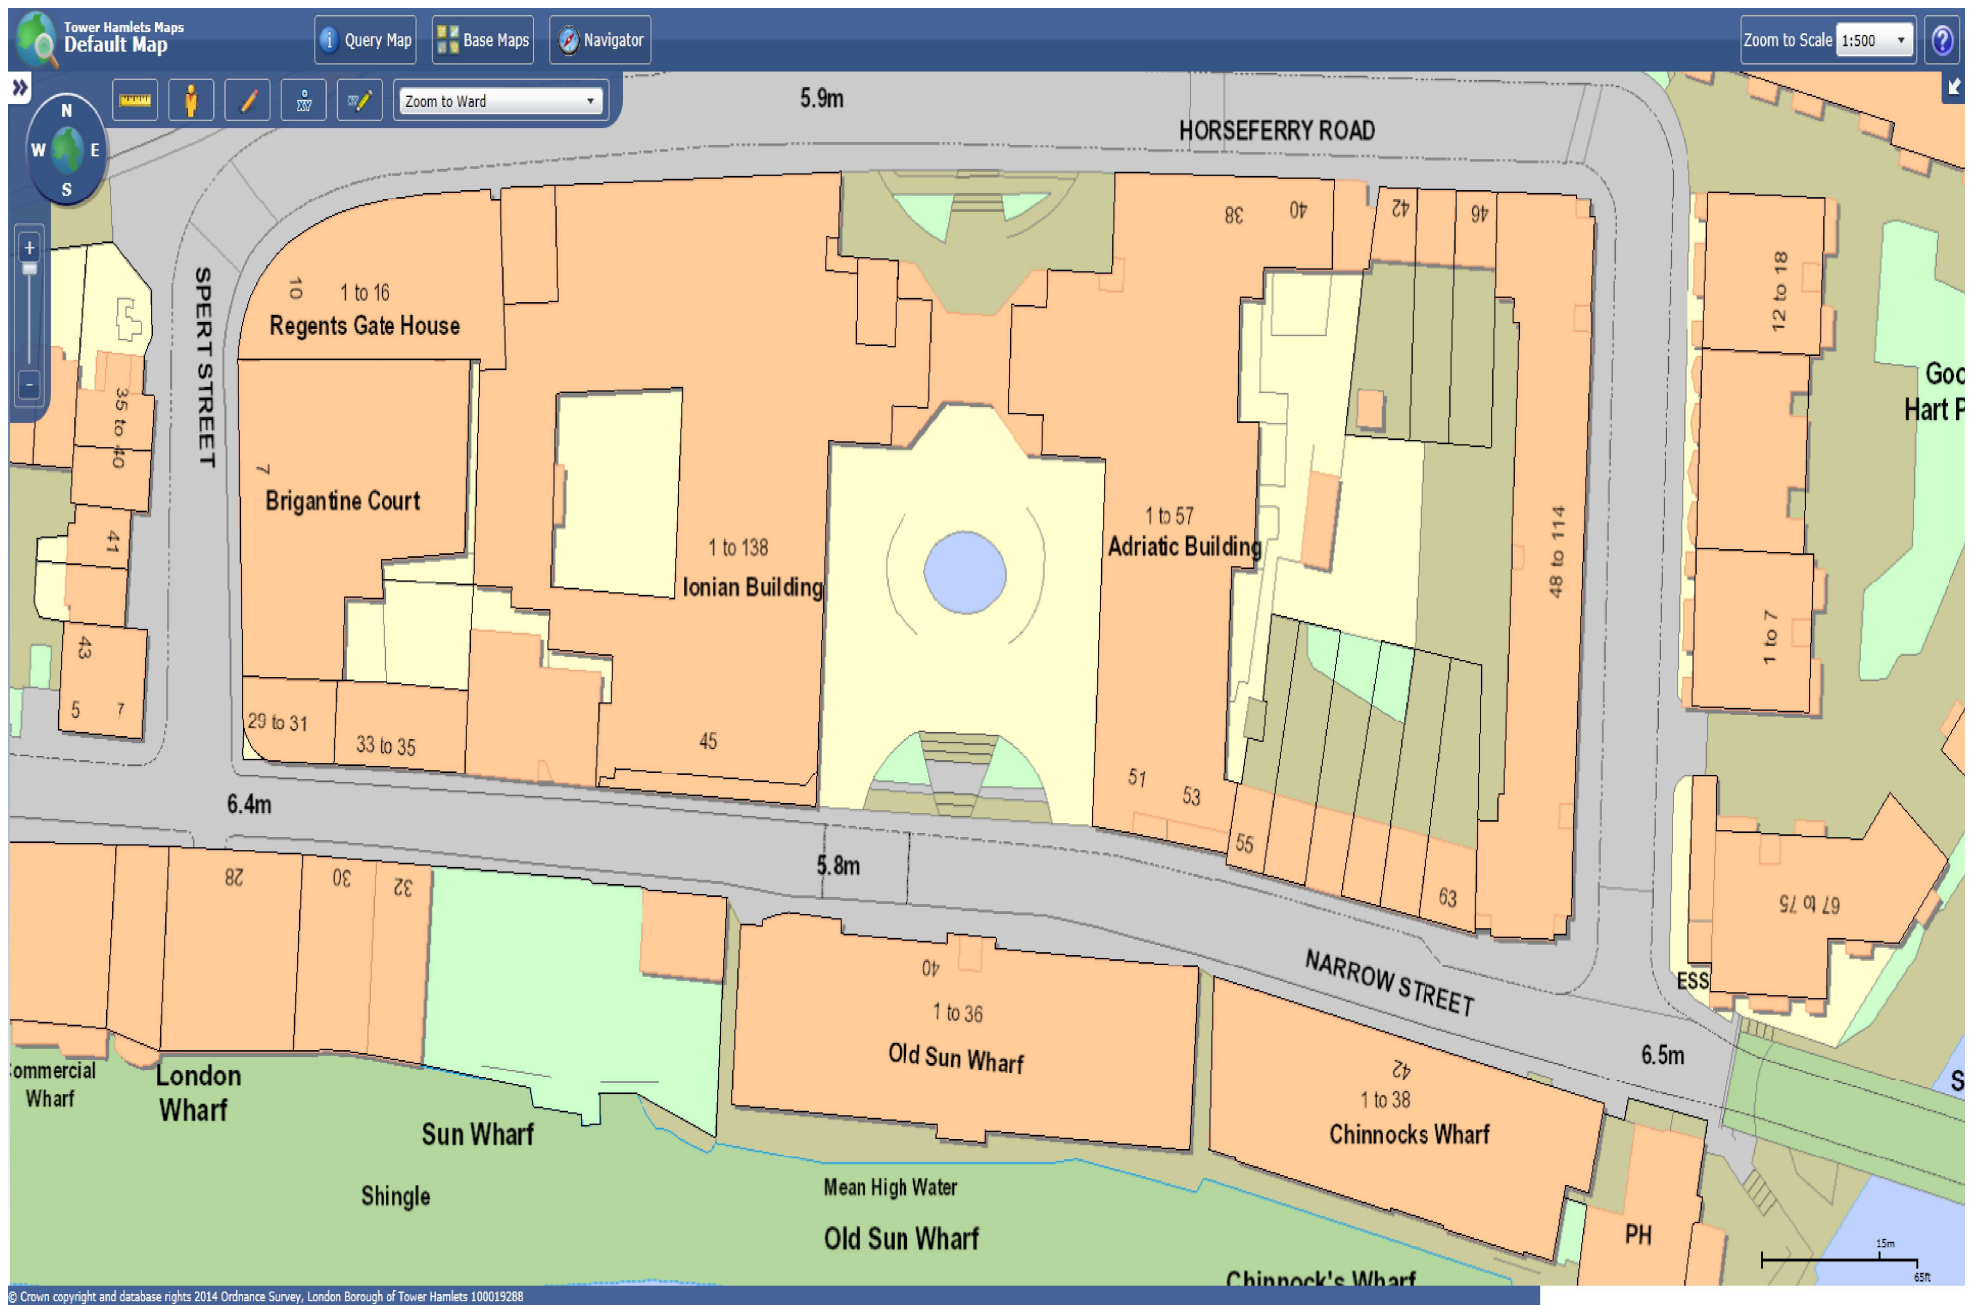 Tower Hamlets Maps
Default Map
Query Map
Base Maps
Navigator
Zoom to Scale
1:500
?
Zoom to Ward
XY
XY
N
W
E
S
+
-
5.9m
HORSEFERRY ROAD
SPERT STREET
10
1 to 16
Regents Gate House
38
40
42
46
12 to 18
35 to 40
7
Brigantine Court
41
43
5
7
1 to 138
Ionian Building
1 to 57
Adriatic Building
48 to 114
1 to 7
Goo
Hart P
29 to 31
33 to 35
45
51
53
55
63
67 to 75
6.4m
5.8m
28
30
32
40
1 to 36
Old Sun Wharf
NARROW STREET
ESS
6.5m
42
1 to 38
Chinnocks Wharf
ommercial
Wharf
London
Wharf
Sun Wharf
Shingle
Mean High Water
Old Sun Wharf
Chinnock's Wharf
PH
S
15m
65ft
© Crown copyright and database rights 2014 Ordnance Survey, London Borough of Tower Hamlets 100019288